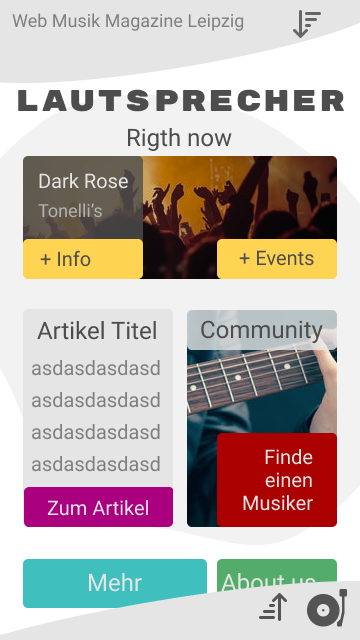 Web Musik Magazine Leipzig
LAUTSPRECHER
Rigth now
Dark Rose
Tonelli's
+ Info
+ Events
Artikel Titel
asdasdasdasd
asdasdasdasd
asdasdasdasd
asdasdasdasd
Zum Artikel
Community
Finde
einen
Musiker
Mehr
About us